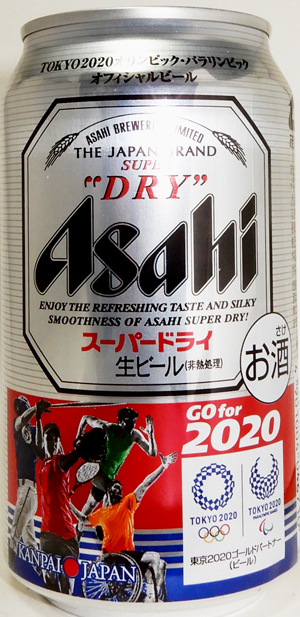 TOKYO2020オリンピック・パラリンピック
オフィシャルビール
ASAHI BREWERIES LIMITED
THE JAPAN BRAND
SUPER
"DRY"
Asahi
ENJOY THE REFRESHING TASTE AND SILKY
SMOOTHNESS OF ASAHI SUPER DRY!
スーパードライ
生ビール(非熱処理)
さけ
お酒
GO for
2020
TOKYO 2020
TOKYO 2020
PARALYMPIC GAMES
東京2020ゴールドパートナー
(ビール)
KANPAI JAPAN